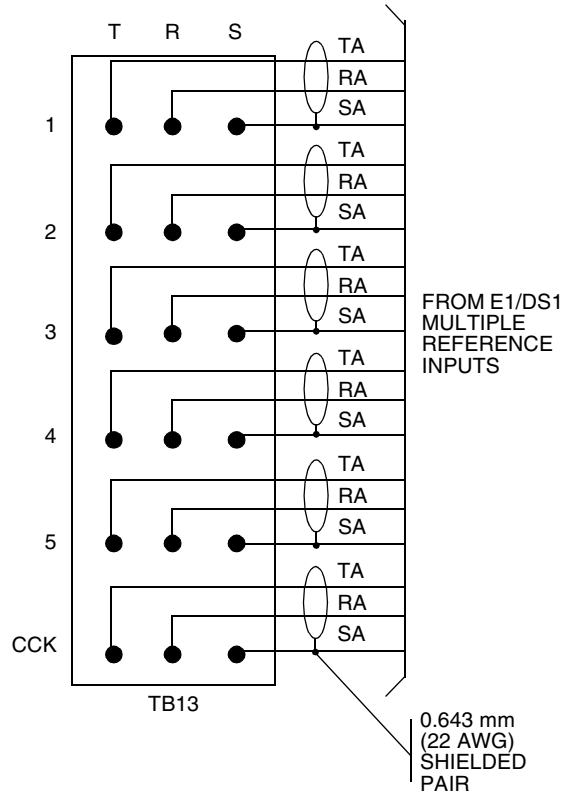 T R S
TA
RA
1 SA
TA
RA
2 SA
TA
RA
3 SA
TA
RA
4 SA
TA
RA
5 SA
TA
RA
CCK SA
TB13
FROM E1/DS1
MULTIPLE
REFERENCE
INPUTS
0.643 mm
(22 AWG)
SHIELDED
PAIR